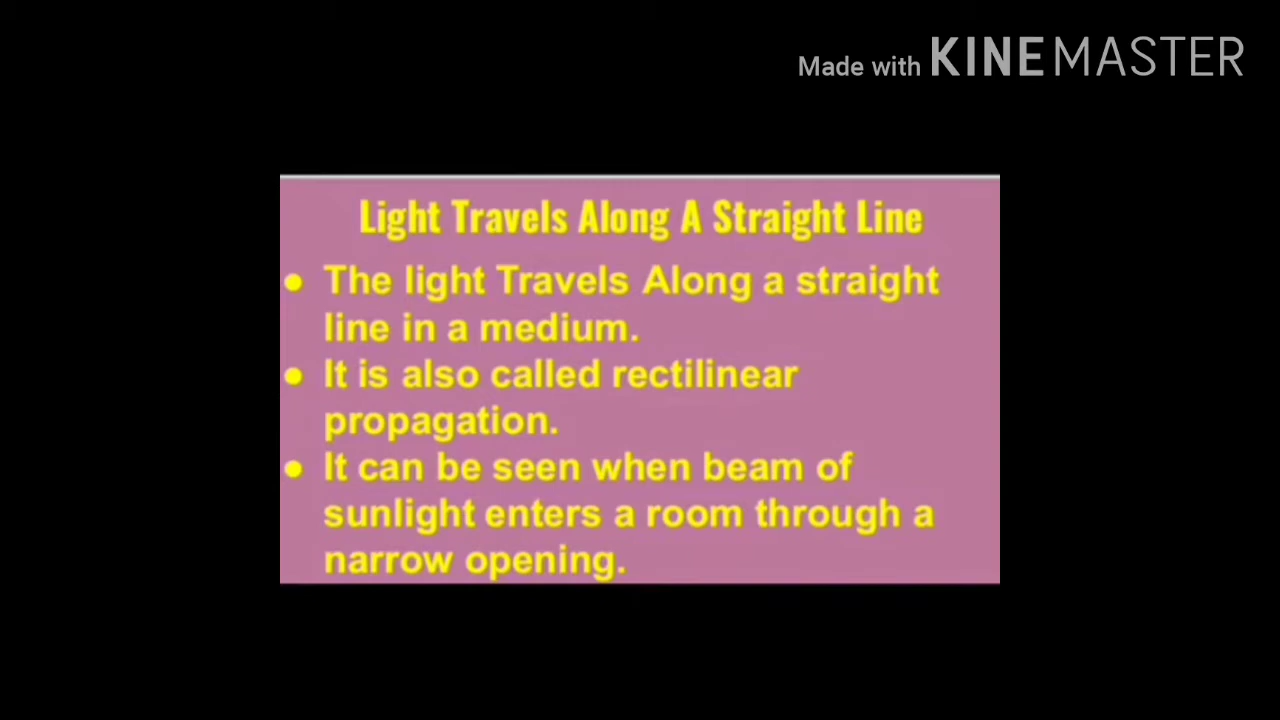 Made with KINEMASTER
Light Travels Along A Straight Line
● The light Travels Along a straight
line in a medium.
● It is also called rectilinear
propagation.
● It can be seen when beam of
sunlight enters a room through a
narrow opening.